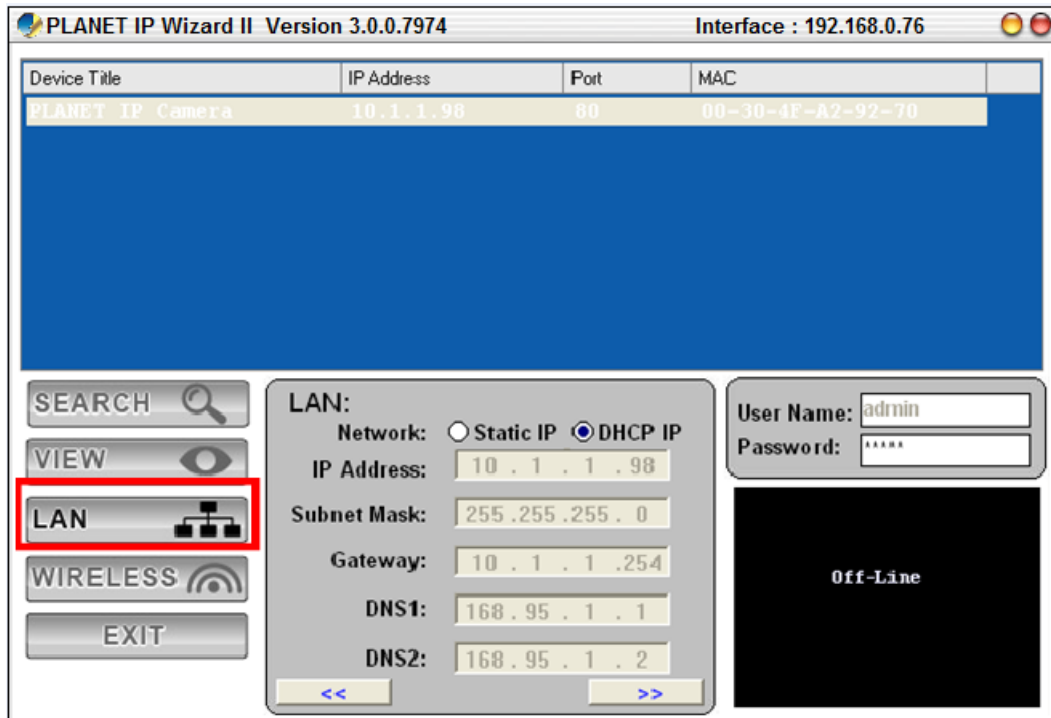 PLANET IP Wizard II Version 3.0.0.7974 Interface : 192.168.0.76
Device Title IP Address Port MAC
PLANET IP Camera 10.1.1.98 80 00-30-4F-A2-92-70
SEARCH
VIEW
LAN
WIRELESS
EXIT
LAN:
Network: Static IP DHCP IP
IP Address: 10 . 1 . 1 . 98
Subnet Mask: 255 .255 .255 . 0
Gateway: 10 . 1 . 1 .254
DNS1: 168 . 95 . 1 . 1
DNS2: 168 . 95 . 1 . 2
<< >>
User Name: admin
Password: *****
Off-Line